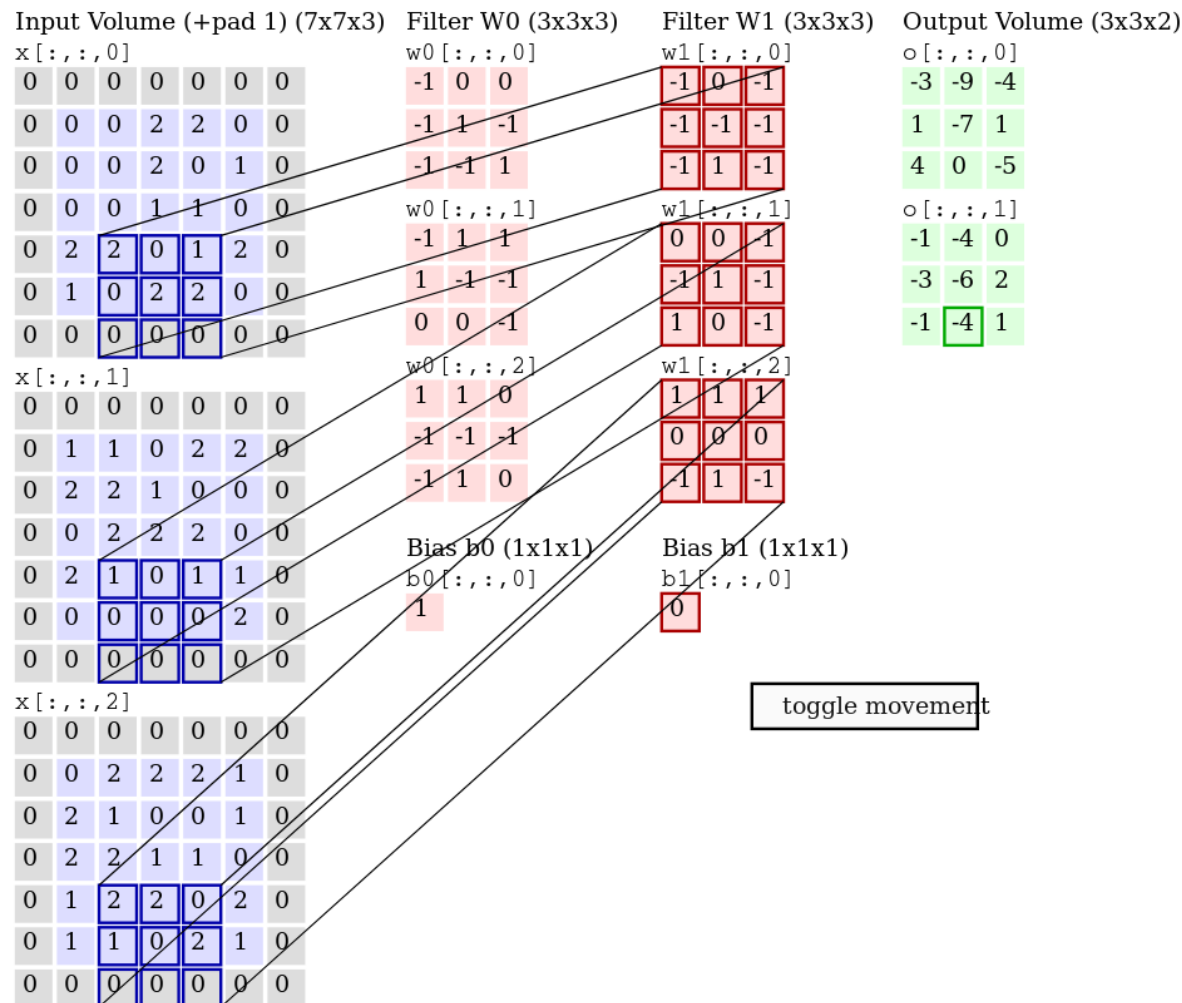 Input Volume (+pad 1) (7x7x3)
x[:,:,0]
0 0 0 0 0 0 0
0 0 0 2 2 0 0
0 0 0 2 0 1 0
0 0 0 1 1 0 0
0 2 2 0 1 2 0
0 1 0 2 2 0 0
0 0 0 0 0 0 0
x[:,:,1]
0 0 0 0 0 0 0
0 1 1 0 2 2 0
0 2 2 1 0 0 0
0 0 2 2 2 0 0
0 2 1 0 1 1 0
0 0 0 0 0 2 0
0 0 0 0 0 0 0
x[:,:,2]
0 0 0 0 0 0 0
0 0 2 2 2 1 0
0 2 1 0 0 1 0
0 2 2 1 1 0 0
0 1 2 2 0 2 0
0 1 1 0 2 1 0
0 0 0 0 0 0 0
Filter W0 (3x3x3)
w0[:,:,0]
-1 0 0
-1 1 -1
-1 -1 1
w0[:,:,1]
-1 1 1
1 -1 -1
0 0 -1
w0[:,:,2]
1 1 0
-1 -1 -1
-1 1 0
Bias b0 (1x1x1)
b0[:,:,0]
1
Filter W1 (3x3x3)
w1[:,:,0]
-1 0 -1
-1 -1 -1
-1 1 -1
w1[:,:,1]
0 0 -1
-1 1 -1
1 0 -1
w1[:,:,2]
1 1 1
0 0 0
-1 1 -1
Bias b1 (1x1x1)
b1[:,:,0]
0
Output Volume (3x3x2)
o[:,:,0]
-3 -9 -4
1 -7 1
4 0 -5
o[:,:,1]
-1 -4 0
-3 -6 2
-1 -4 1
toggle movement